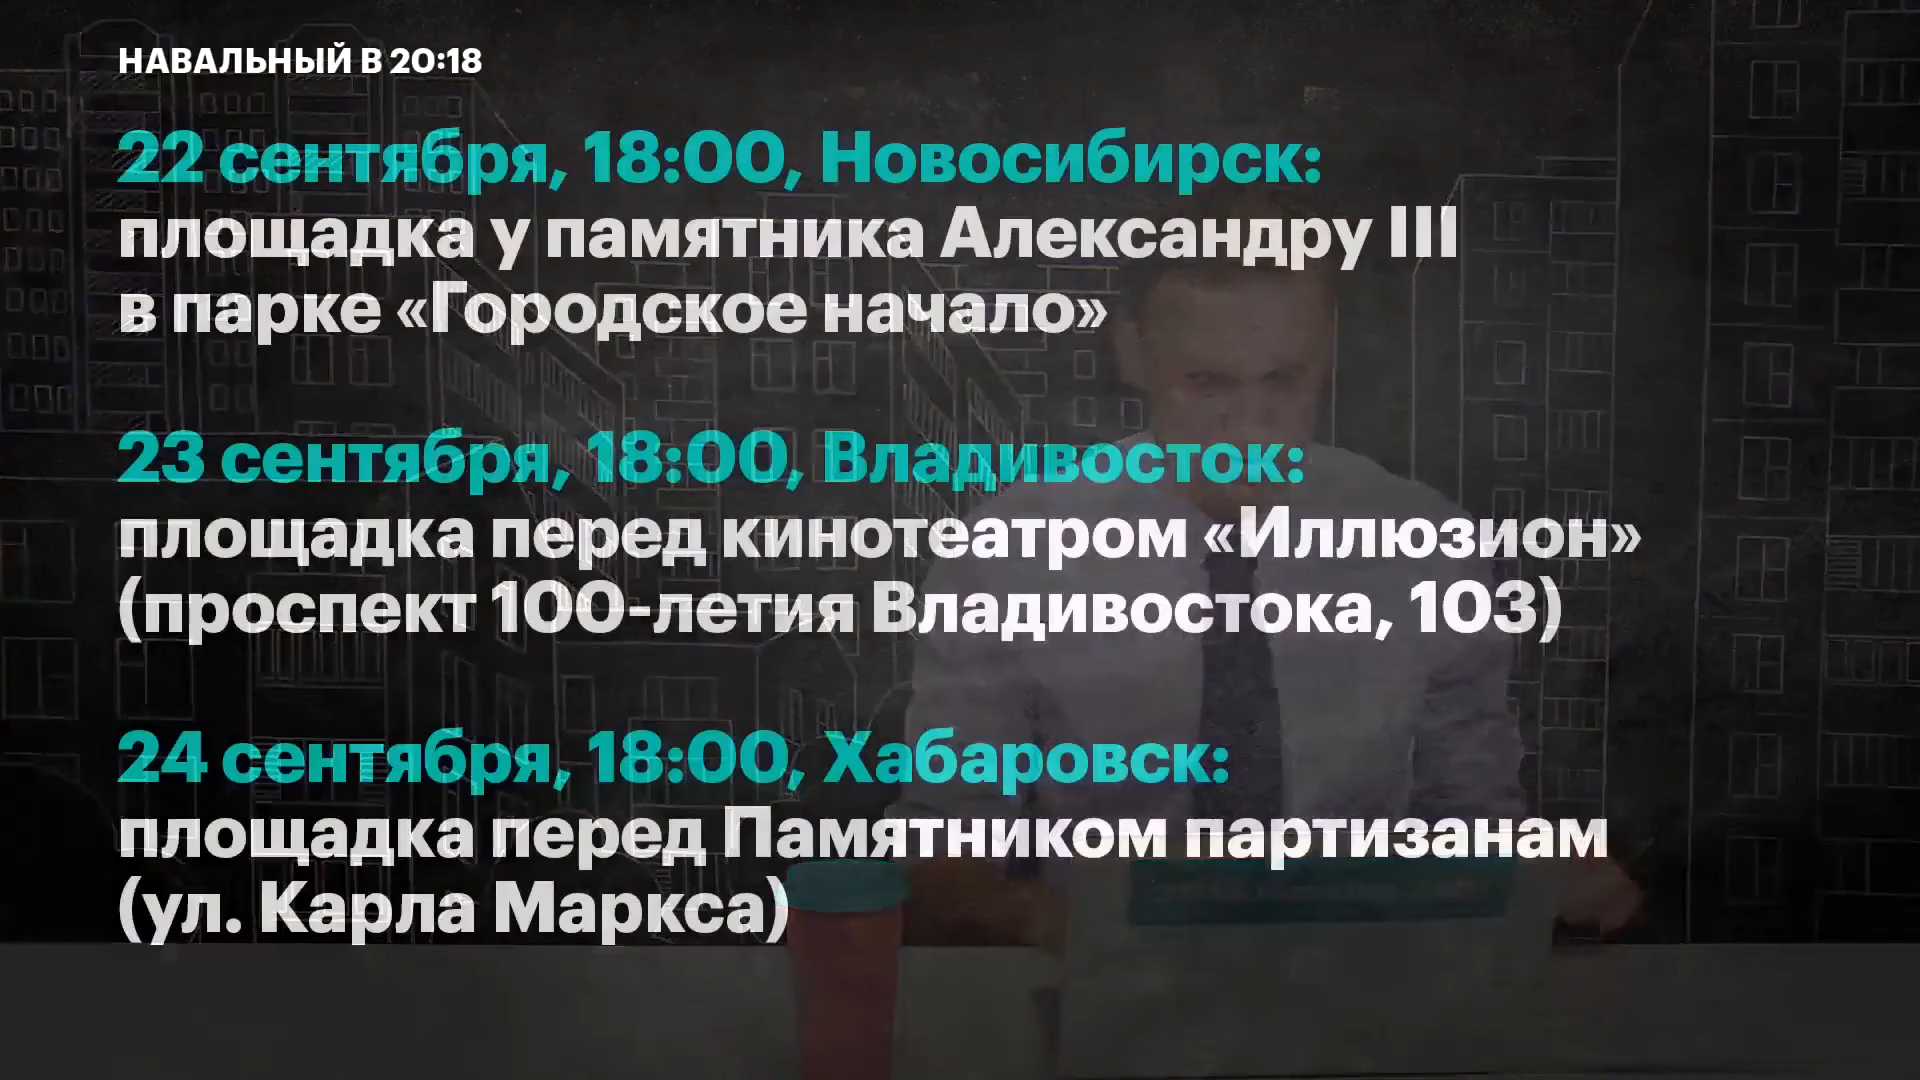 НАВАЛЬНЫЙ В 20:18
22 сентября, 18:00, Новосибирск:
площадка у памятника Александру III
в парке «Городское начало»
23 сентября, 18:00, Владивосток:
площадка перед кинотеатром «Иллюзион»
(проспект 100-летия Владивостока, 103)
24 сентября, 18:00, Хабаровск:
площадка перед Памятником партизанам
(ул. Карла Маркса)